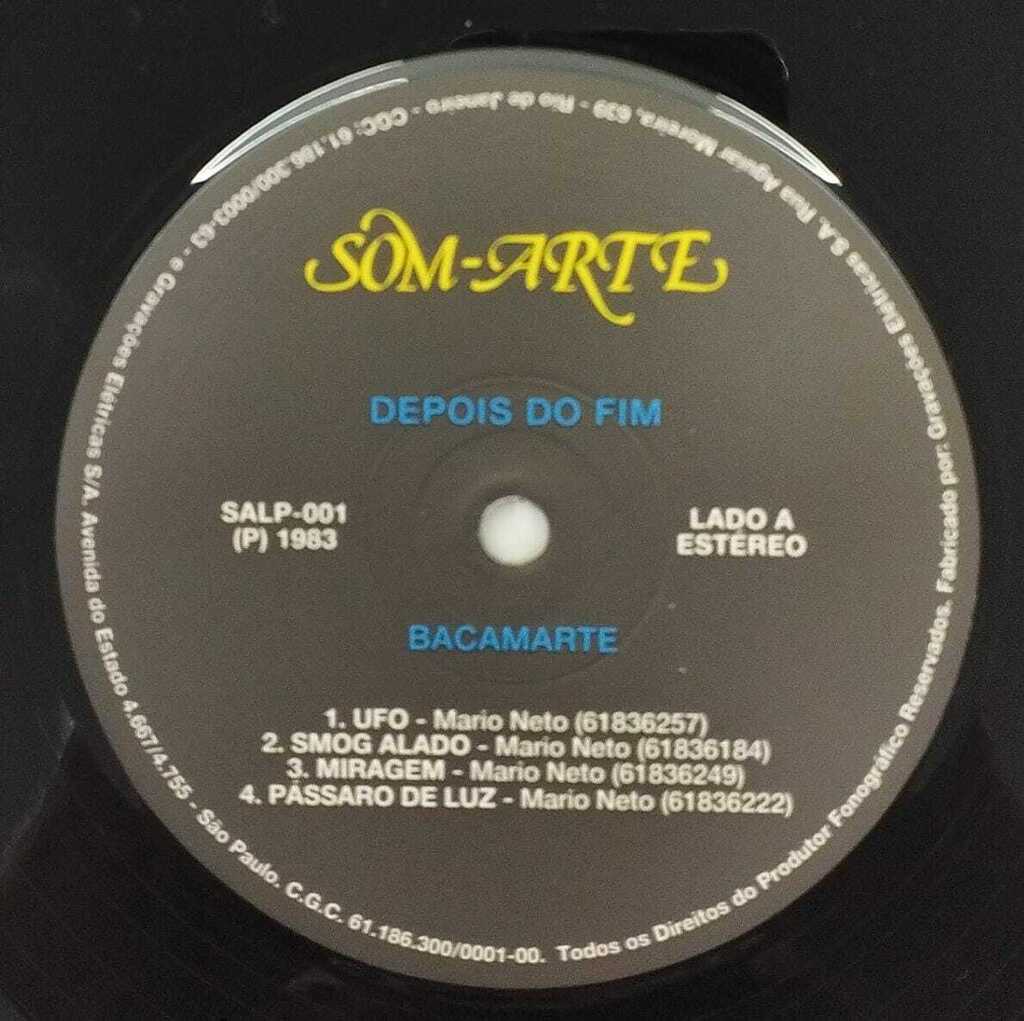 SOM-ARTE
DEPOIS DO FIM
SALP-001
(P) 1983
LADO A
ESTÉREO
BACAMARTE
1. UFO - Mario Neto (61836257)
2. SMOG ALADO - Mario Neto (61836184)
3. MIRAGEM - Mario Neto (61836249)
4. PÁSSARO DE LUZ - Mario Neto (61836222)
Todos os Direitos do Produtor Fonográfico Reservados. Fabricado por: Gravações Elétricas S.A. Rua Aguiar Moreira, 639 - Rio de Janeiro - CGC: 61.186.300/0003-63 - e Gravações Elétricas S/A. Avenida do Estado 4.667/4.755 - São Paulo. C.G.C. 61.186.300/0001-00.